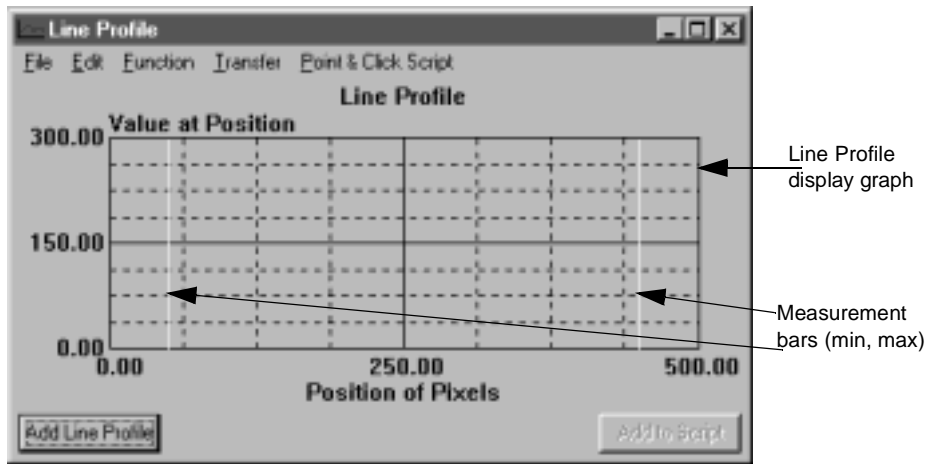 Line Profile
File Edit Function Transfer Point & Click Script
Line Profile
Value at Position
300.00
150.00
0.00
0.00 250.00 500.00
Position of Pixels
Add Line Profile Add to Script
Line Profile
display graph
Measurement
bars (min, max)